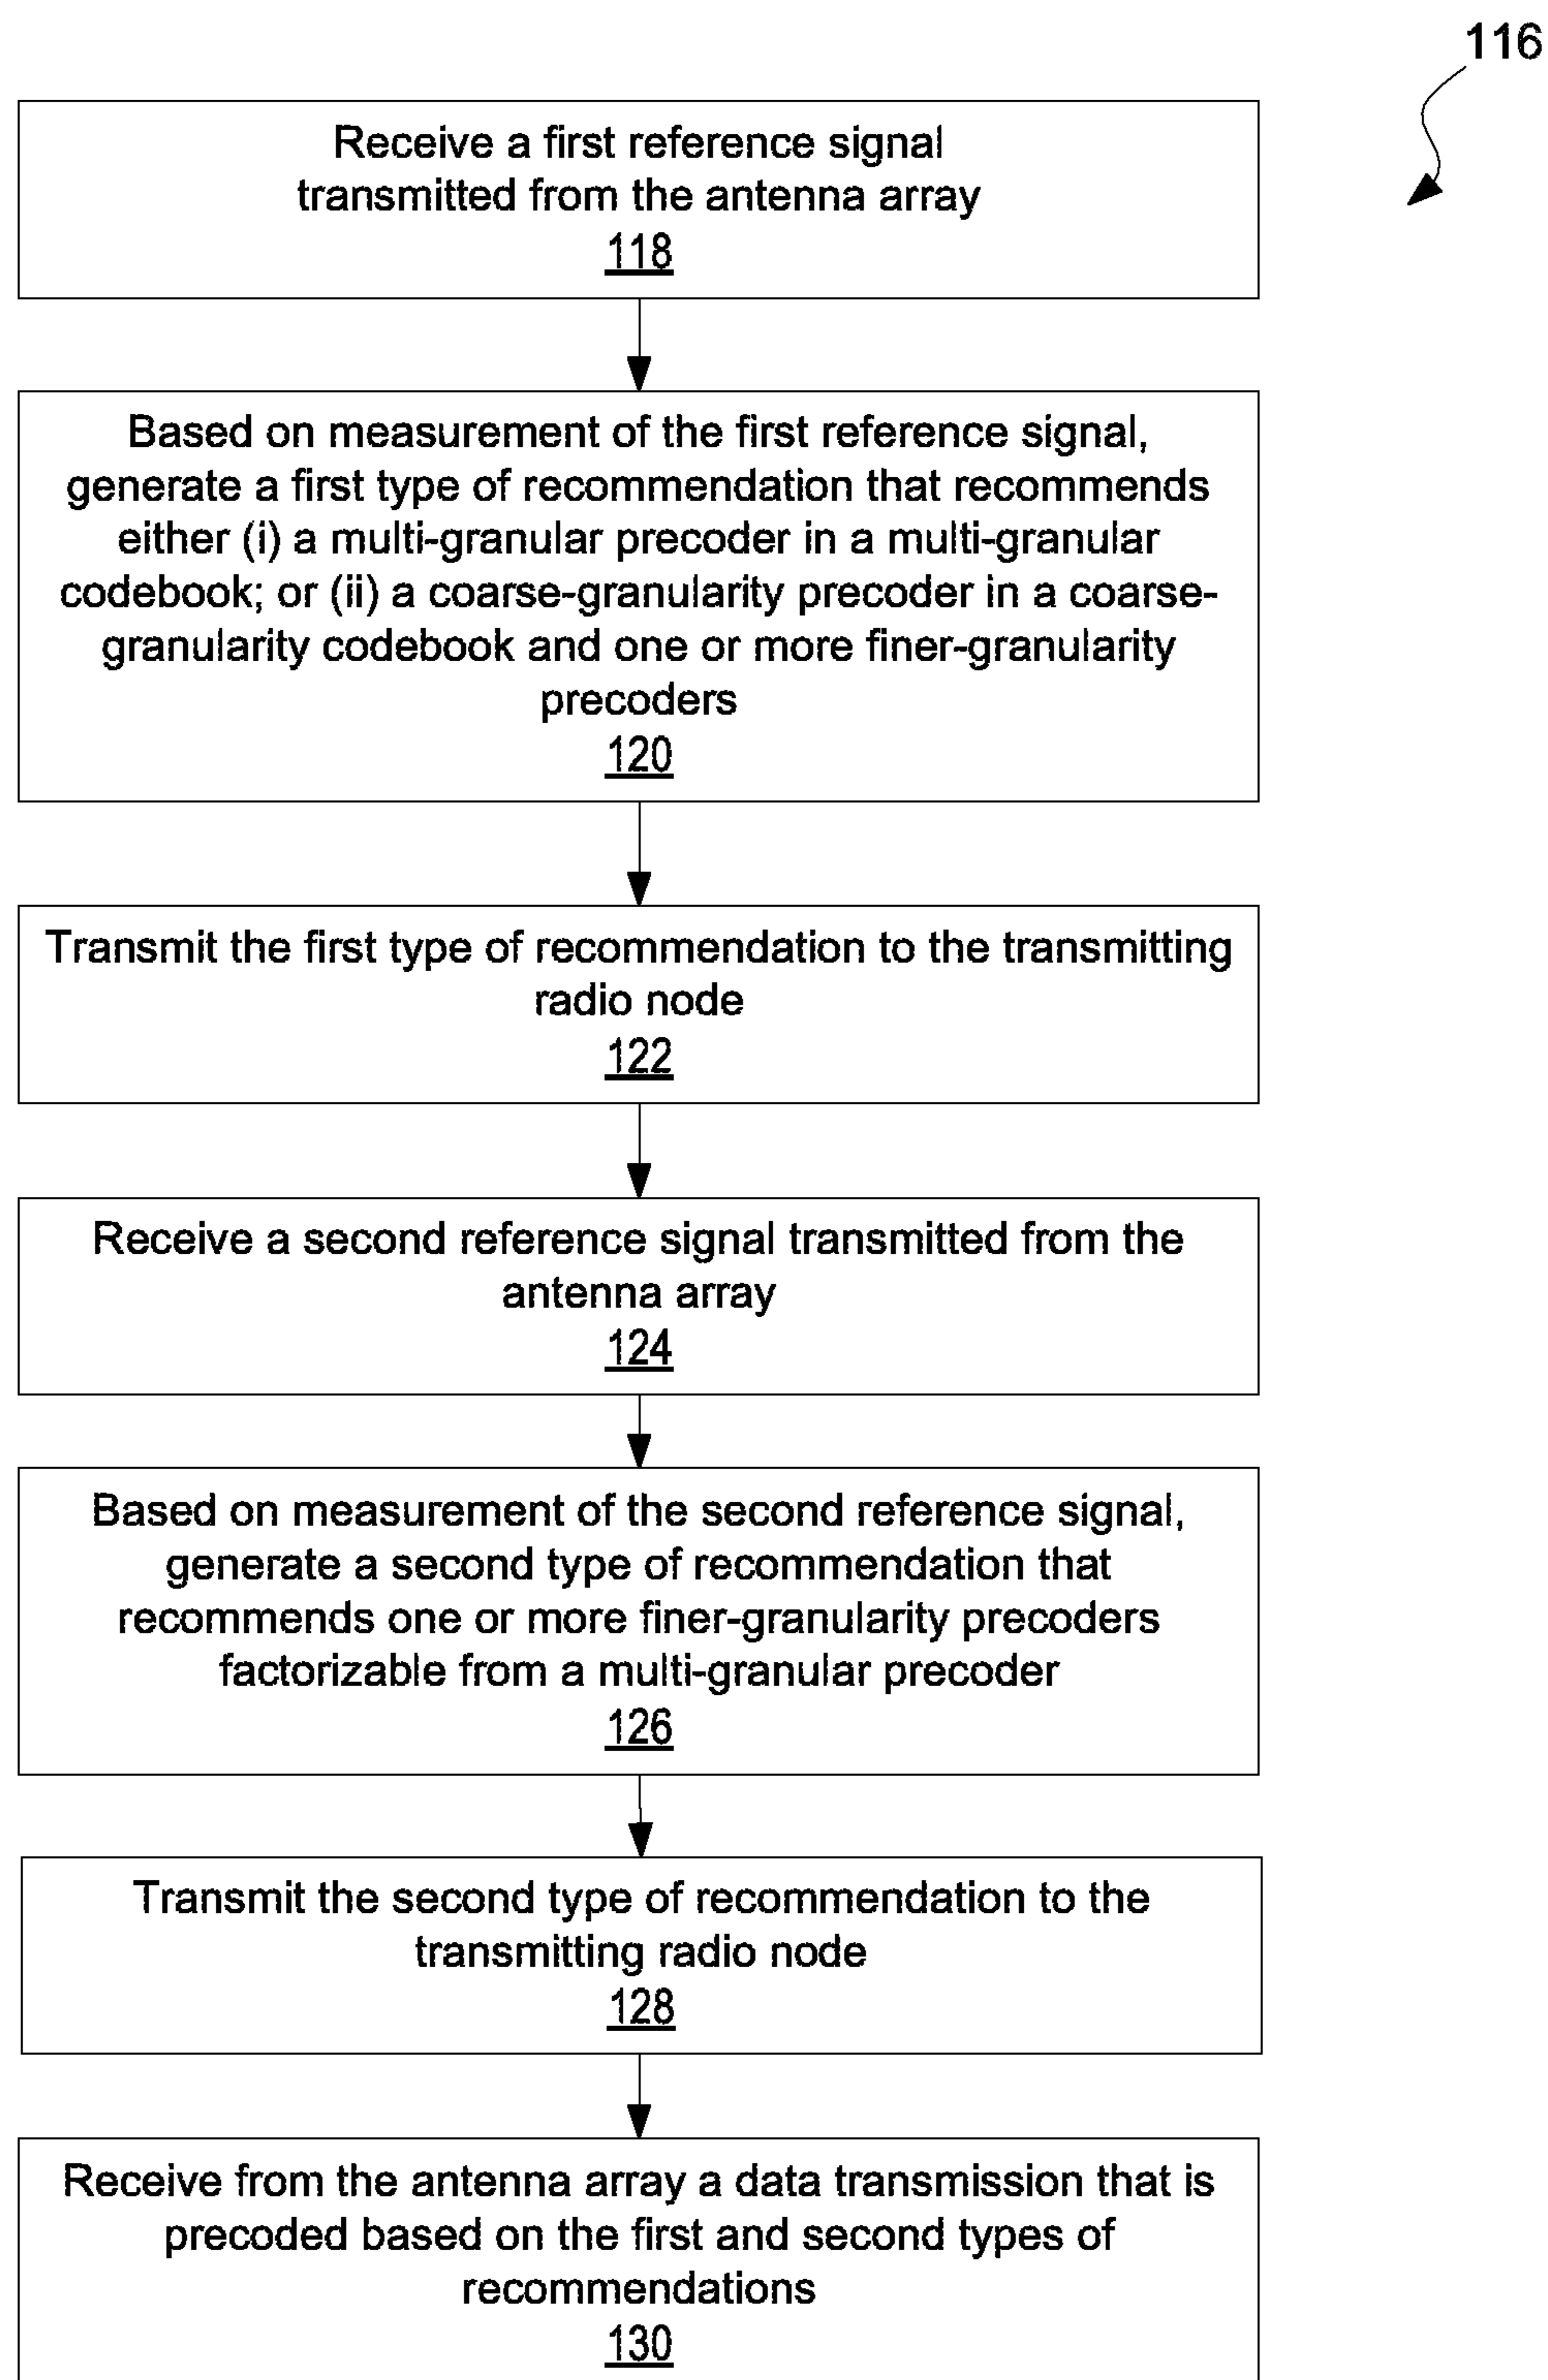 116
Receive a first reference signal
transmitted from the antenna array
118
Based on measurement of the first reference signal,
generate a first type of recommendation that recommends
either (i) a multi-granular precoder in a multi-granular
codebook; or (ii) a coarse-granularity precoder in a coarse-
granularity codebook and one or more finer-granularity
precoders
120
Transmit the first type of recommendation to the transmitting
radio node
122
Receive a second reference signal transmitted from the
antenna array
124
Based on measurement of the second reference signal,
generate a second type of recommendation that
recommends one or more finer-granularity precoders
factorizable from a multi-granular precoder
126
Transmit the second type of recommendation to the
transmitting radio node
128
Receive from the antenna array a data transmission that is
precoded based on the first and second types of
recommendations
130